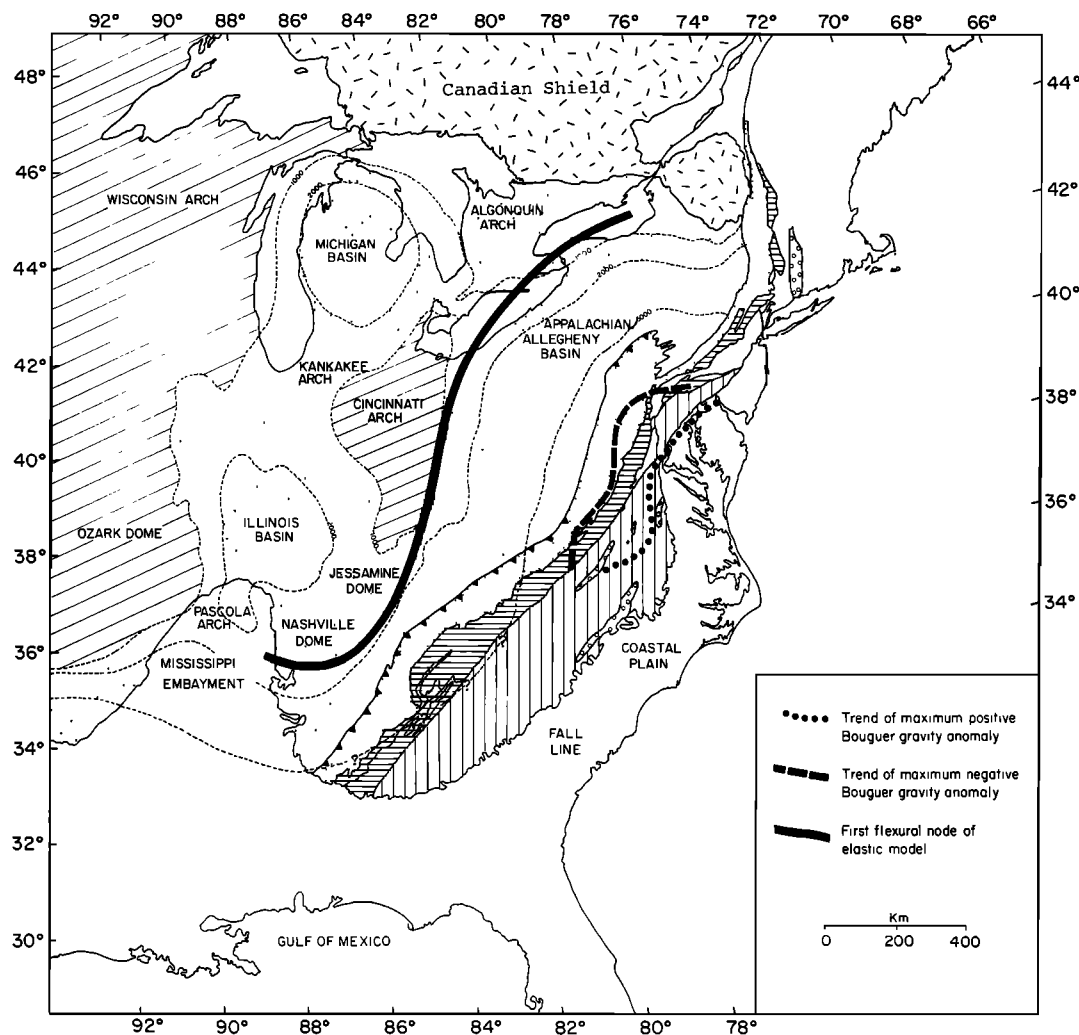 92° 90° 88° 86° 84° 82° 80° 78° 76° 74° 72° 70° 68° 66°
48°
44°
Canadian Shield
46°
42°
WISCONSIN ARCH
ALGONQUIN
ARCH
MICHIGAN
BASIN
44°
40°
APPALACHIAN
ALLEGHENY
BASIN
KANKAKEE
ARCH
42°
CINCINNATI
ARCH
38°
40°
36°
ILLINOIS
BASIN
OZARK DOME
38°
JESSAMINE
DOME
34°
PASCOLA
ARCH
NASHVILLE
DOME
36°
MISSISSIPPI
EMBAYMENT
COASTAL
PLAIN
FALL
LINE
34°
32°
30°
GULF OF MEXICO
Trend of maximum positive
Bouguer gravity anomaly
Trend of maximum negative
Bouguer gravity anomaly
First flexural node of
elastic model
Km
0 200 400
92° 90° 88° 86° 84° 82° 80° 78°